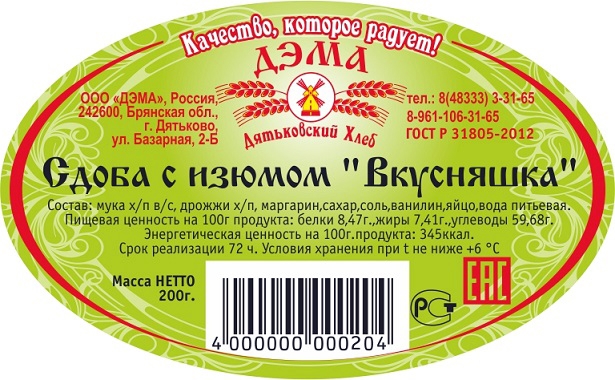 Качество, которое радует!
ДЭМА
ООО «ДЭМА», Россия,
242600, Брянская обл.,
г. Дятьково,
ул. Базарная, 2-Б
Дятьковский Хлеб
тел.: 8(48333) 3-31-65
8-961-106-31-65
ГОСТ Р 31805-2012
Сдоба с изюмом "Вкусняшка"
Состав: мука х/п в/с, дрожжи х/п, маргарин,сахар,соль,ванилин,яйцо,вода питьевая.
Пищевая ценность на 100г продукта: белки 8,47г.,жиры 7,41г.,углеводы 59,68г.
Энергетическая ценность на 100г.продукта: 345ккал.
Срок реализации 72 ч. Условия хранения при t не ниже +6 °С
Масса НЕТТО
200г.
4 000000 000204
РСТ
ЕАС